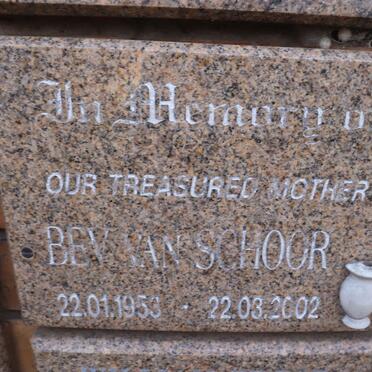 In Memory o
OUR TREASURED MOTHER
BEV VAN SCHOOR
22.01.1953 - 22.03.2002